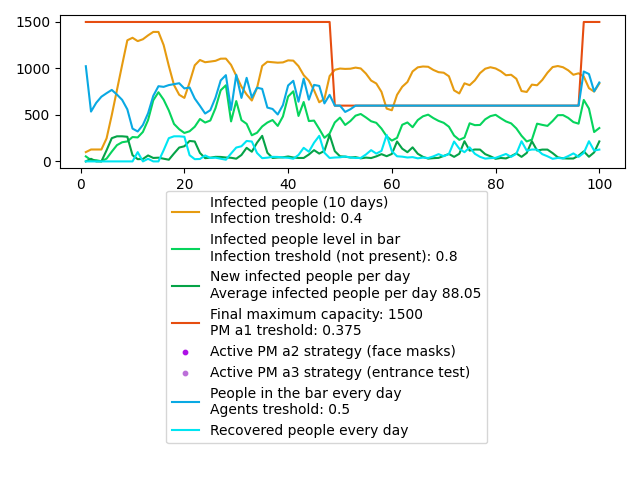 1500
1000
500
0
0 20 40 60 80 100
Infected people (10 days)
Infection treshold: 0.4
Infected people level in bar
Infection treshold (not present): 0.8
New infected people per day
Average infected people per day 88.05
Final maximum capacity: 1500
PM a1 treshold: 0.375
Active PM a2 strategy (face masks)
Active PM a3 strategy (entrance test)
People in the bar every day
Agents treshold: 0.5
Recovered people every day